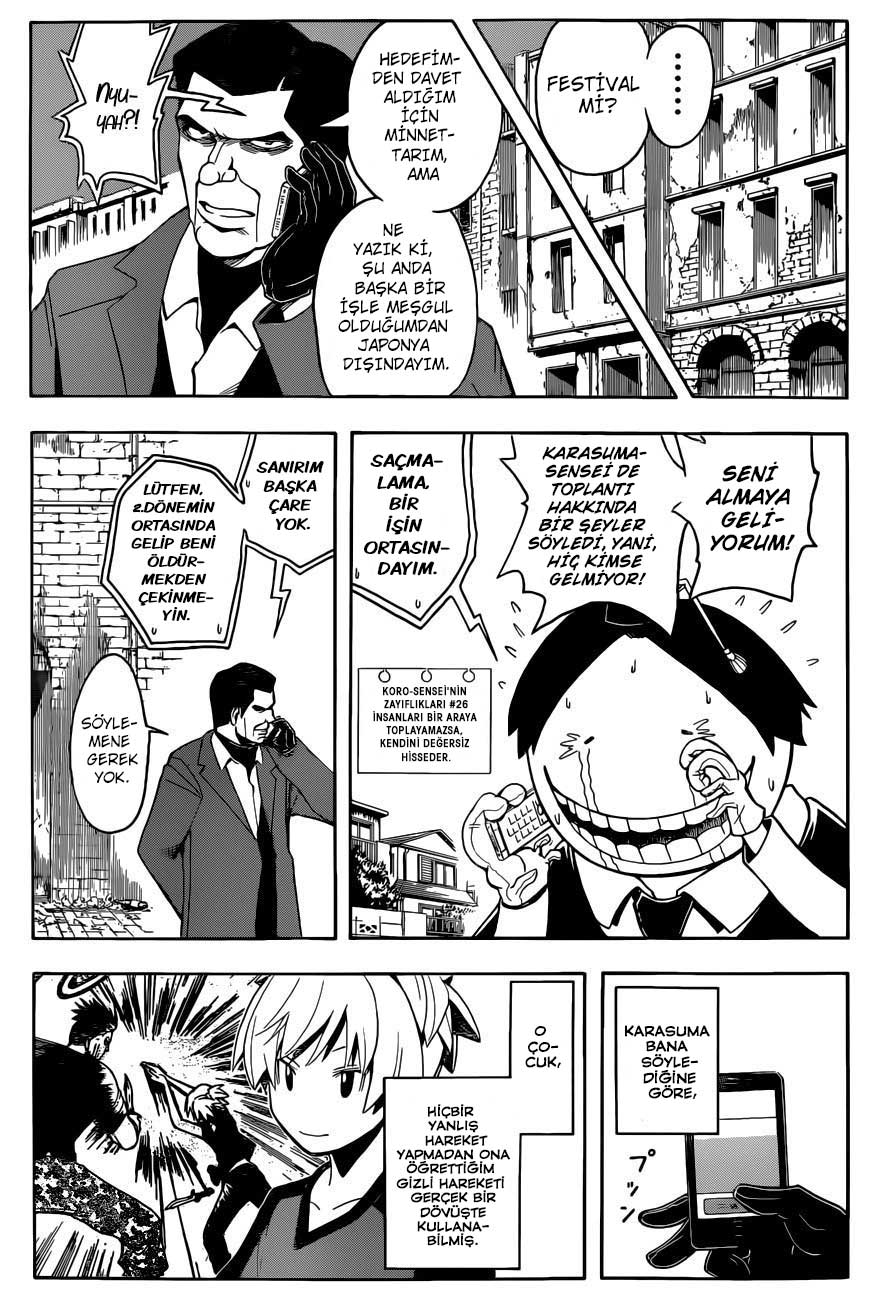 . . . . .
FESTİVAL
Mİ?
HEDEFİM-
DEN DAVET
ALDIĞIM
İÇİN
MİNNET-
TARIM,
AMA
NE
YAZIK Kİ,
ŞU ANDA
BAŞKA BİR
İŞLE MEŞGUL
OLDUĞUMDAN
JAPONYA
DIŞINDAYIM.
NYU-
YAH?!
SENİ
ALMAYA
GELİ-
YORUM!
KARASUMA-
SENSEİ DE
TOPLANTI
HAKKINDA
BİR ŞEYLER
SÖYLEDİ, YANİ,
HİÇ KİMSE
GELMİYOR!
SAÇMA-
LAMA,
BİR
İŞİN
ORTASIN-
DAYIM.
KORO-SENSEİ'NİN
ZAYIFLIKLARI #26
İNSANLARI BİR ARAYA
TOPLAYAMAZSA,
KENDİNİ DEĞERSİZ
HİSSEDER.
SANIRIM
BAŞKA
ÇARE
YOK.
LÜTFEN,
2.DÖNEMİN
ORTASINDA
GELİP BENİ
ÖLDÜR-
MEKDEN
ÇEKİNME-
YİN.
SÖYLE-
MENE
GEREK
YOK.
KARASUMA
BANA
SÖYLE-
DİĞİNE
GÖRE,
プツン
O
ÇO-
CUK,
HİÇBİR
YANLIŞ
HAREKET
YAPMADAN ONA
ÖĞRETTİĞİM
GİZLİ HAREKETİ
GERÇEK BİR
DÖVÜŞTE
KULLANA-
BİLMİŞ.